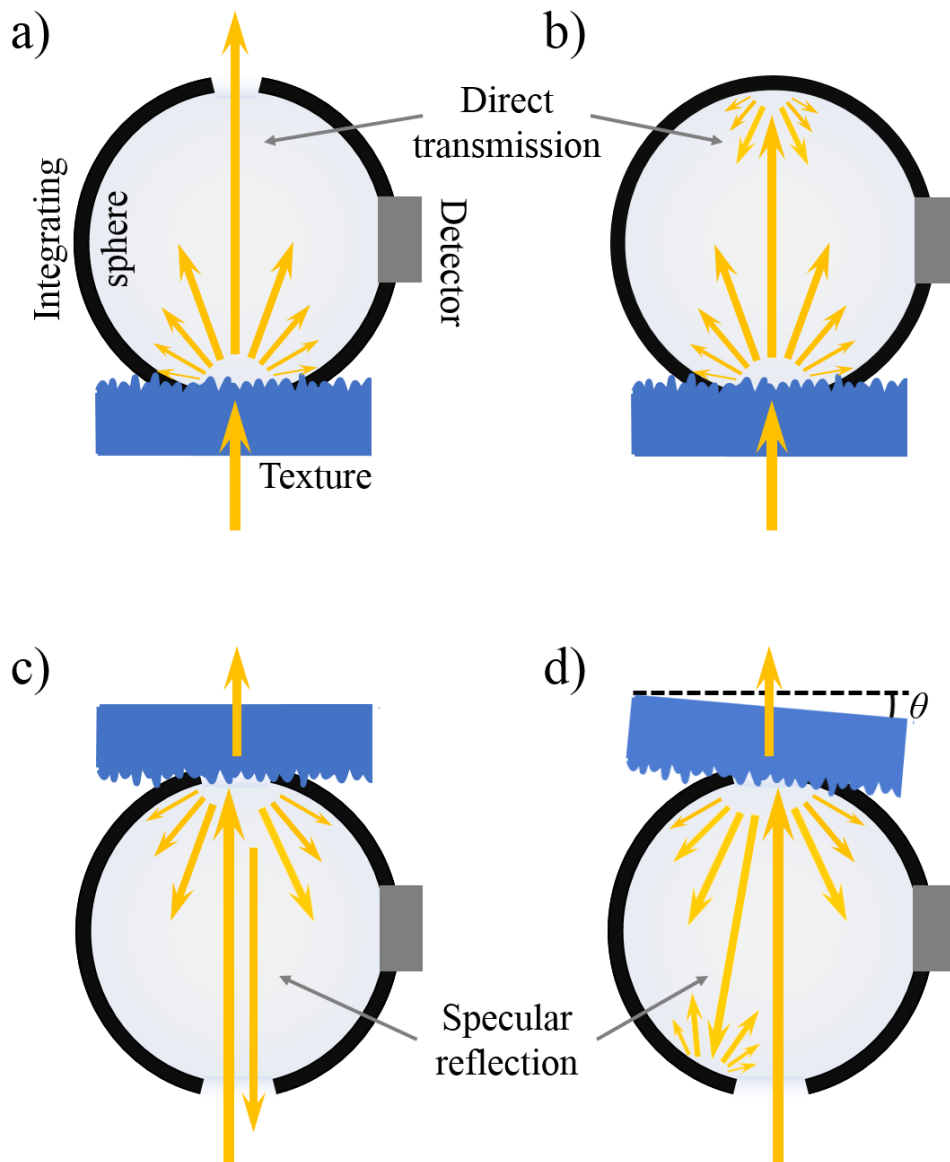 a)
b)
Direct
transmission
Integrating
sphere
Detector
Texture
c)
d)
θ
Specular
reflection